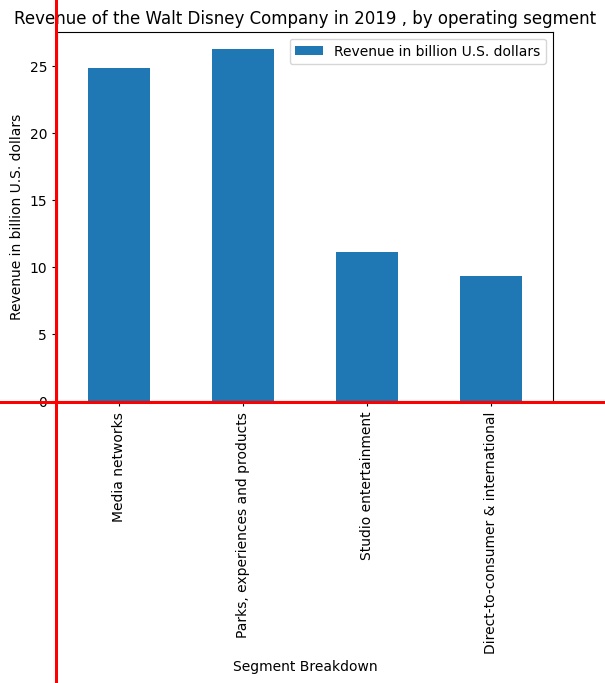 Revenue of the Walt Disney Company in 2019 , by operating segment
Revenue in billion U.S. dollars
Revenue in billion U.S. dollars
25
20
15
10
5
0
Media networks
Parks, experiences and products
Studio entertainment
Direct-to-consumer & international
Segment Breakdown